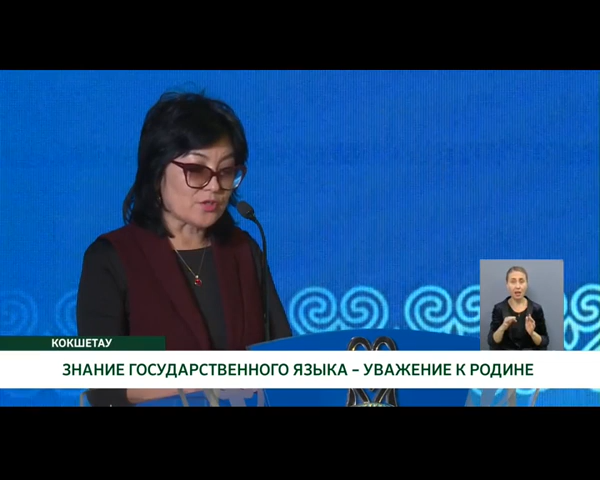 КОКШЕТАУ
ЗНАНИЕ ГОСУДАРСТВЕННОГО ЯЗЫКА – УВАЖЕНИЕ К РОДИНЕ